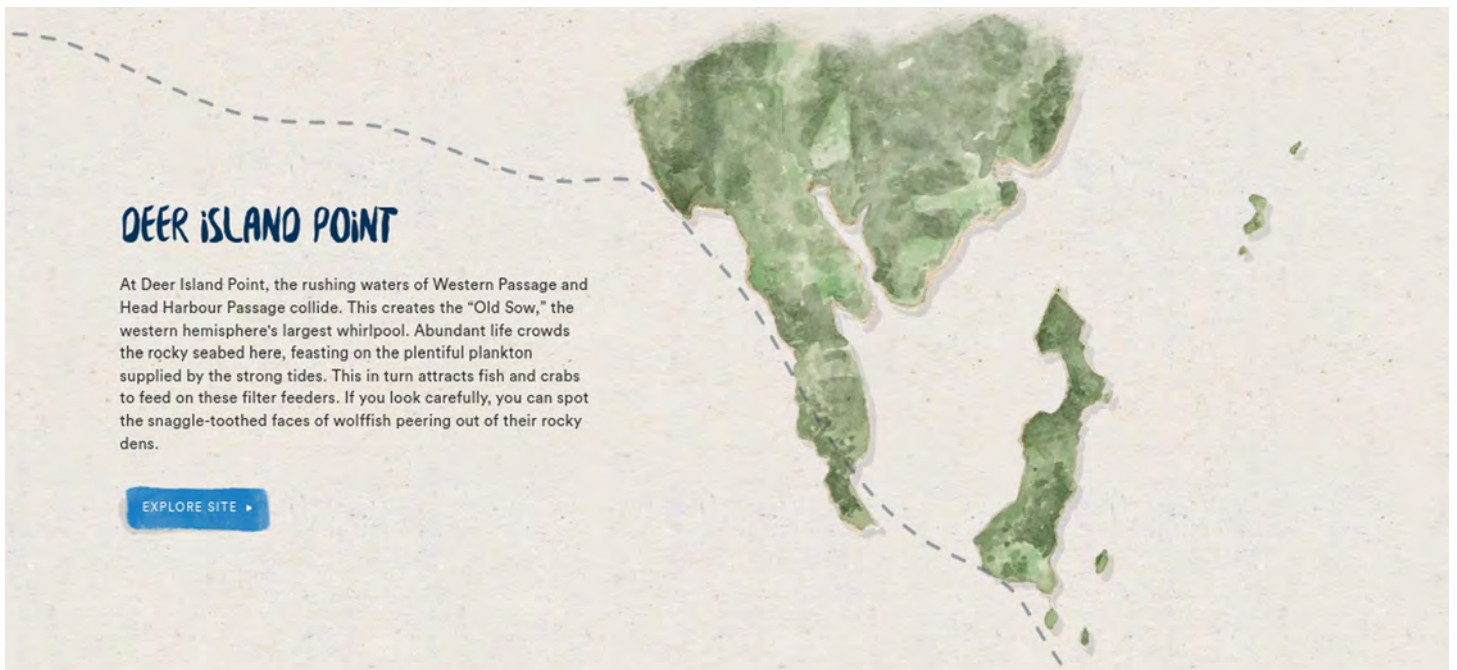 DEER iSLAND POiNT
At Deer Island Point, the rushing waters of Western Passage and
Head Harbour Passage collide. This creates the “Old Sow,” the
western hemisphere's largest whirlpool. Abundant life crowds
the rocky seabed here, feasting on the plentiful plankton
supplied by the strong tides. This in turn attracts fish and crabs
to feed on these filter feeders. If you look carefully, you can spot
the snaggle-toothed faces of wolffish peering out of their rocky
dens.
EXPLORE SITE ▸